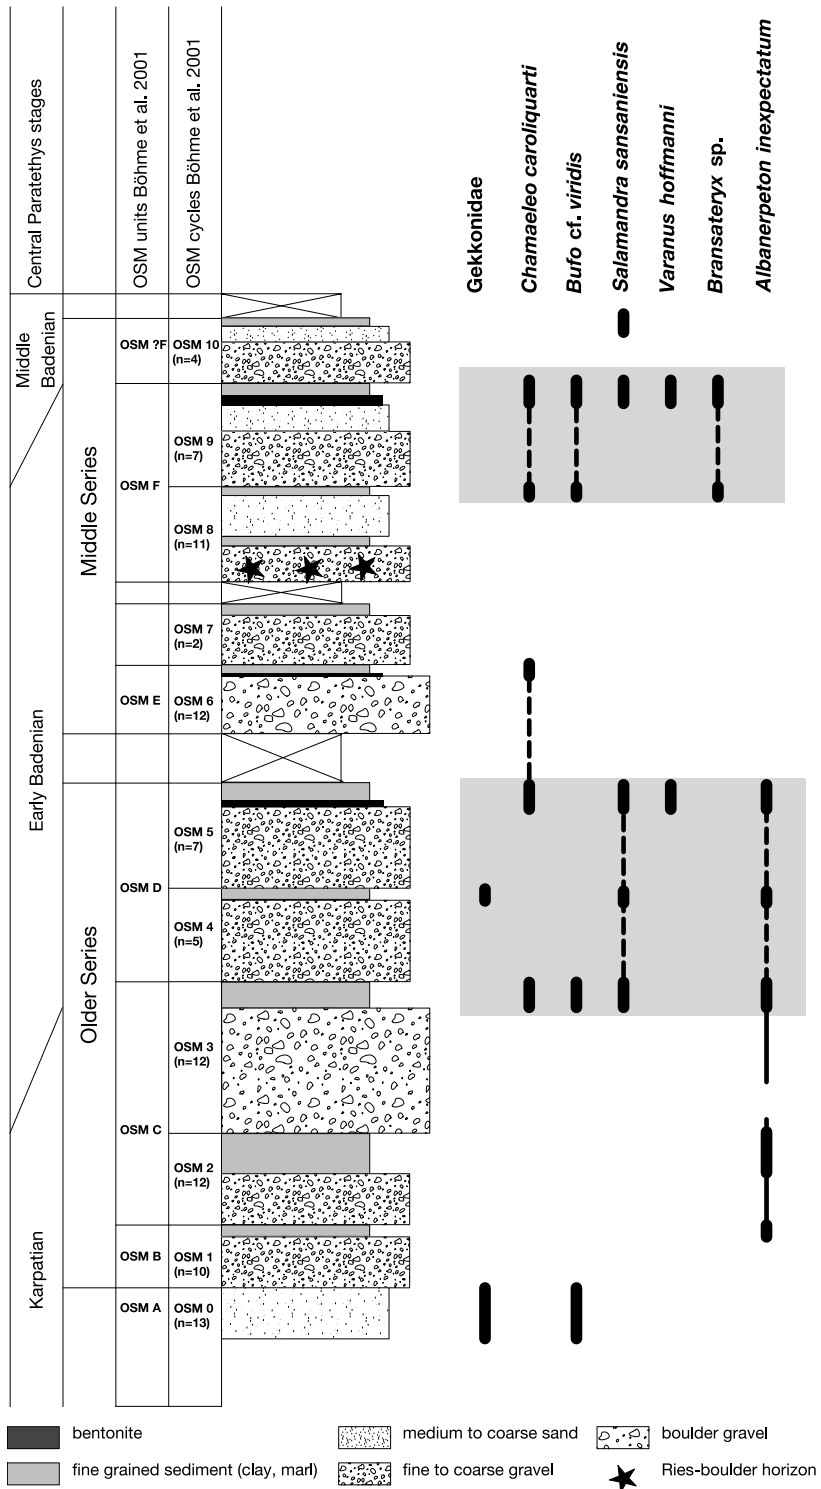 Central Paratethys stages
OSM units Böhme et al. 2001
OSM cycles Böhme et al. 2001
Gekkonidae
Chamaeleo caroliquarti
Bufo cf. viridis
Salamandra sansaniensis
Varanus hoffmanni
Bransateryx sp.
Albanerpeton inexpectatum
Middle
Badenian
Early Badenian
Karpatian
Middle Series
Older Series
OSM ?F
OSM F
OSM E
OSM D
OSM C
OSM B
OSM A
OSM 10
(n=4)
OSM 9
(n=7)
OSM 8
(n=11)
OSM 7
(n=2)
OSM 6
(n=12)
OSM 5
(n=7)
OSM 4
(n=5)
OSM 3
(n=12)
OSM 2
(n=12)
OSM 1
(n=10)
OSM 0
(n=13)
bentonite
fine grained sediment (clay, marl)
medium to coarse sand
fine to coarse gravel
boulder gravel
Ries-boulder horizon